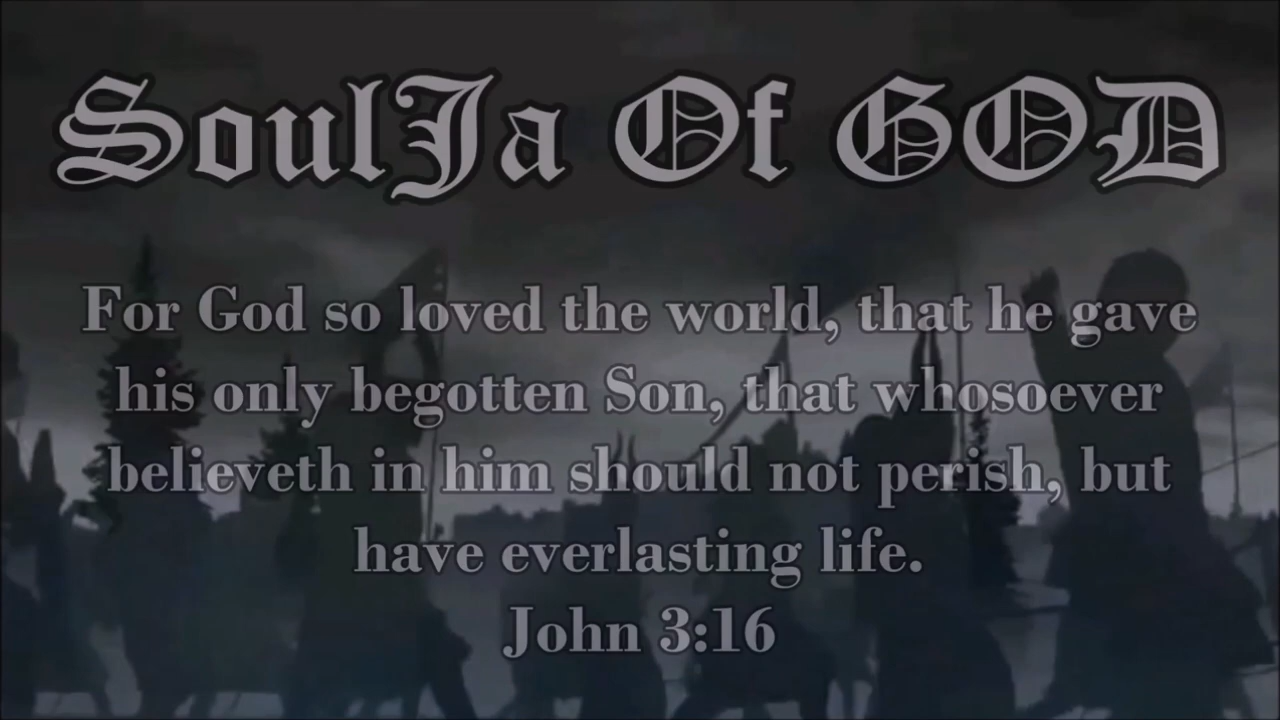 SoulJa Of GOD
For God so loved the world, that he gave
his only begotten Son, that whosoever
believeth in him should not perish, but
have everlasting life.
John 3:16